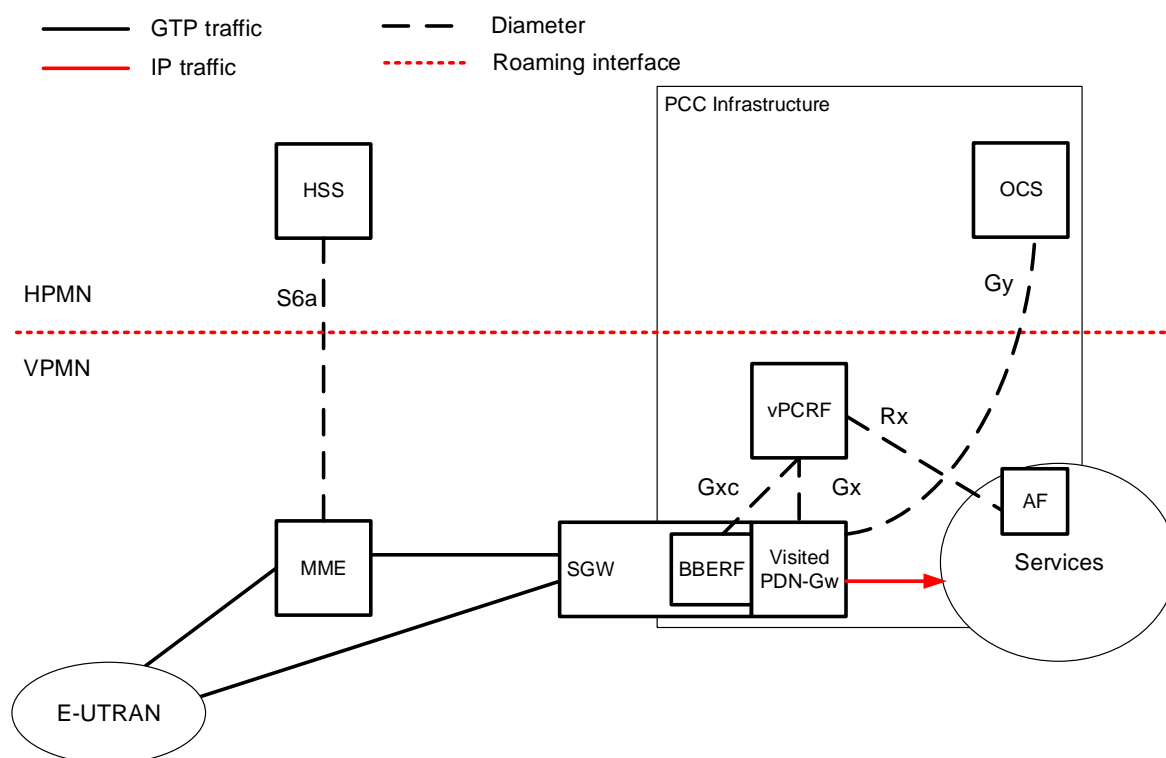 GTP traffic
Diameter
IP traffic
Roaming interface
PCC Infrastructure
HSS
OCS
HPMN
S6a
Gy
VPMN
vPCRF
Rx
Gxc
Gx
AF
MME
SGW
BBERF
Visited
PDN-Gw
Services
E-UTRAN